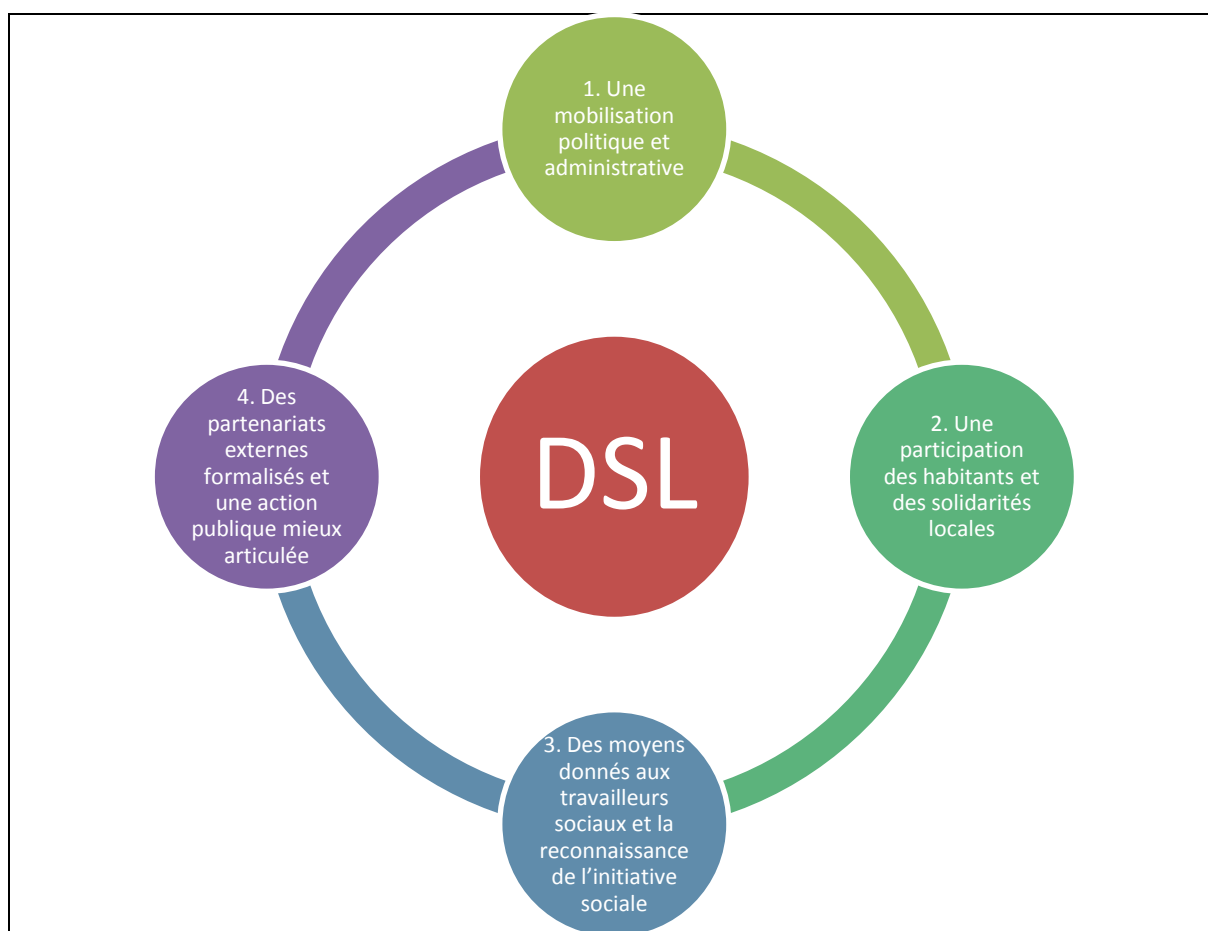 1. Une
mobilisation
politique et
administrative
4. Des
partenariats
externes
formalisés et
une action
publique mieux
articulée
DSL
2. Une
participation
des habitants et
des solidarités
locales
3. Des moyens
donnés aux
travailleurs
sociaux et la
reconnaissance
de l’initiative
sociale